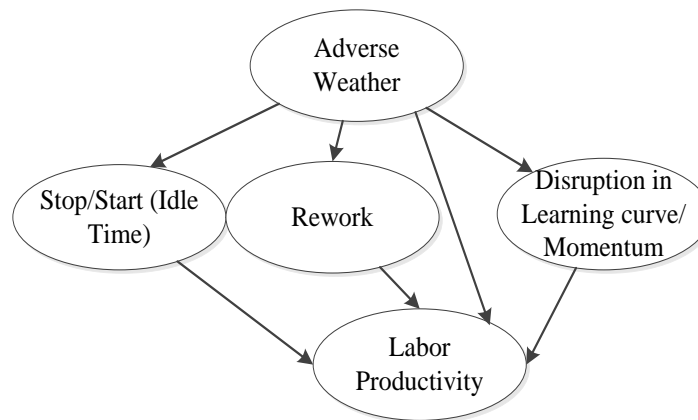 Adverse
Weather
Stop/Start (Idle
Time)
Rework
Disruption in
Learning curve/
Momentum
Labor
Productivity